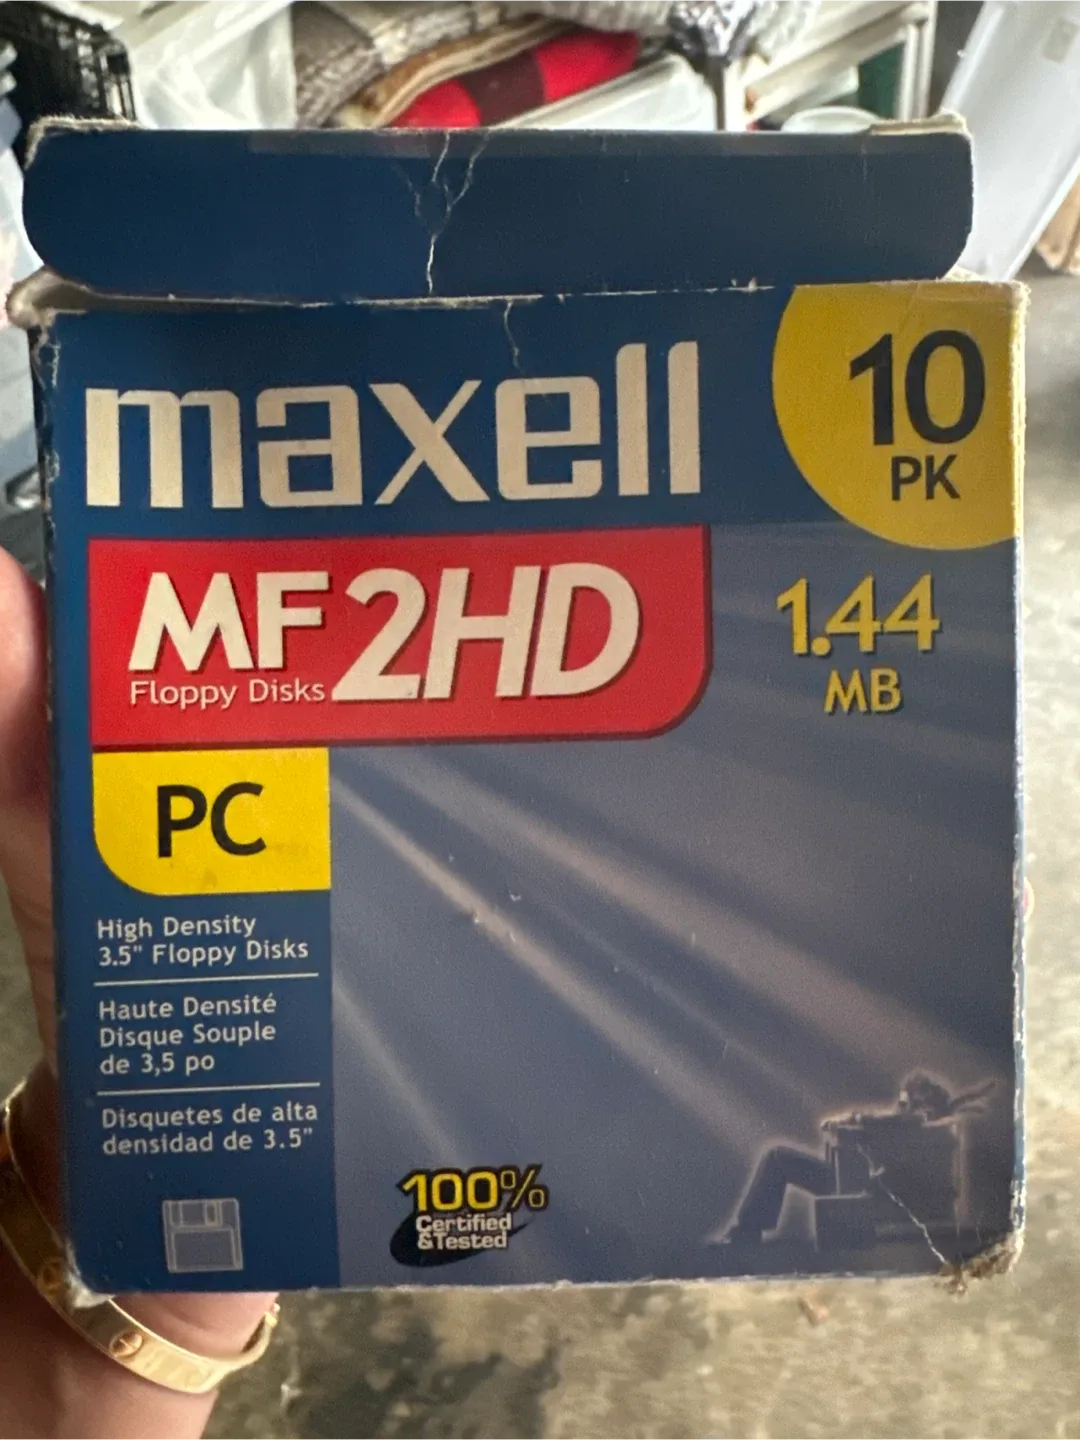 maxell
10
PK
MF 2HD
Floppy Disks
1.44
MB
PC
High Density
3.5" Floppy Disks
Haute Densité
Disque Souple
de 3,5 po
Disquetes de alta
densidad de 3.5"
100%
Certified
&Tested